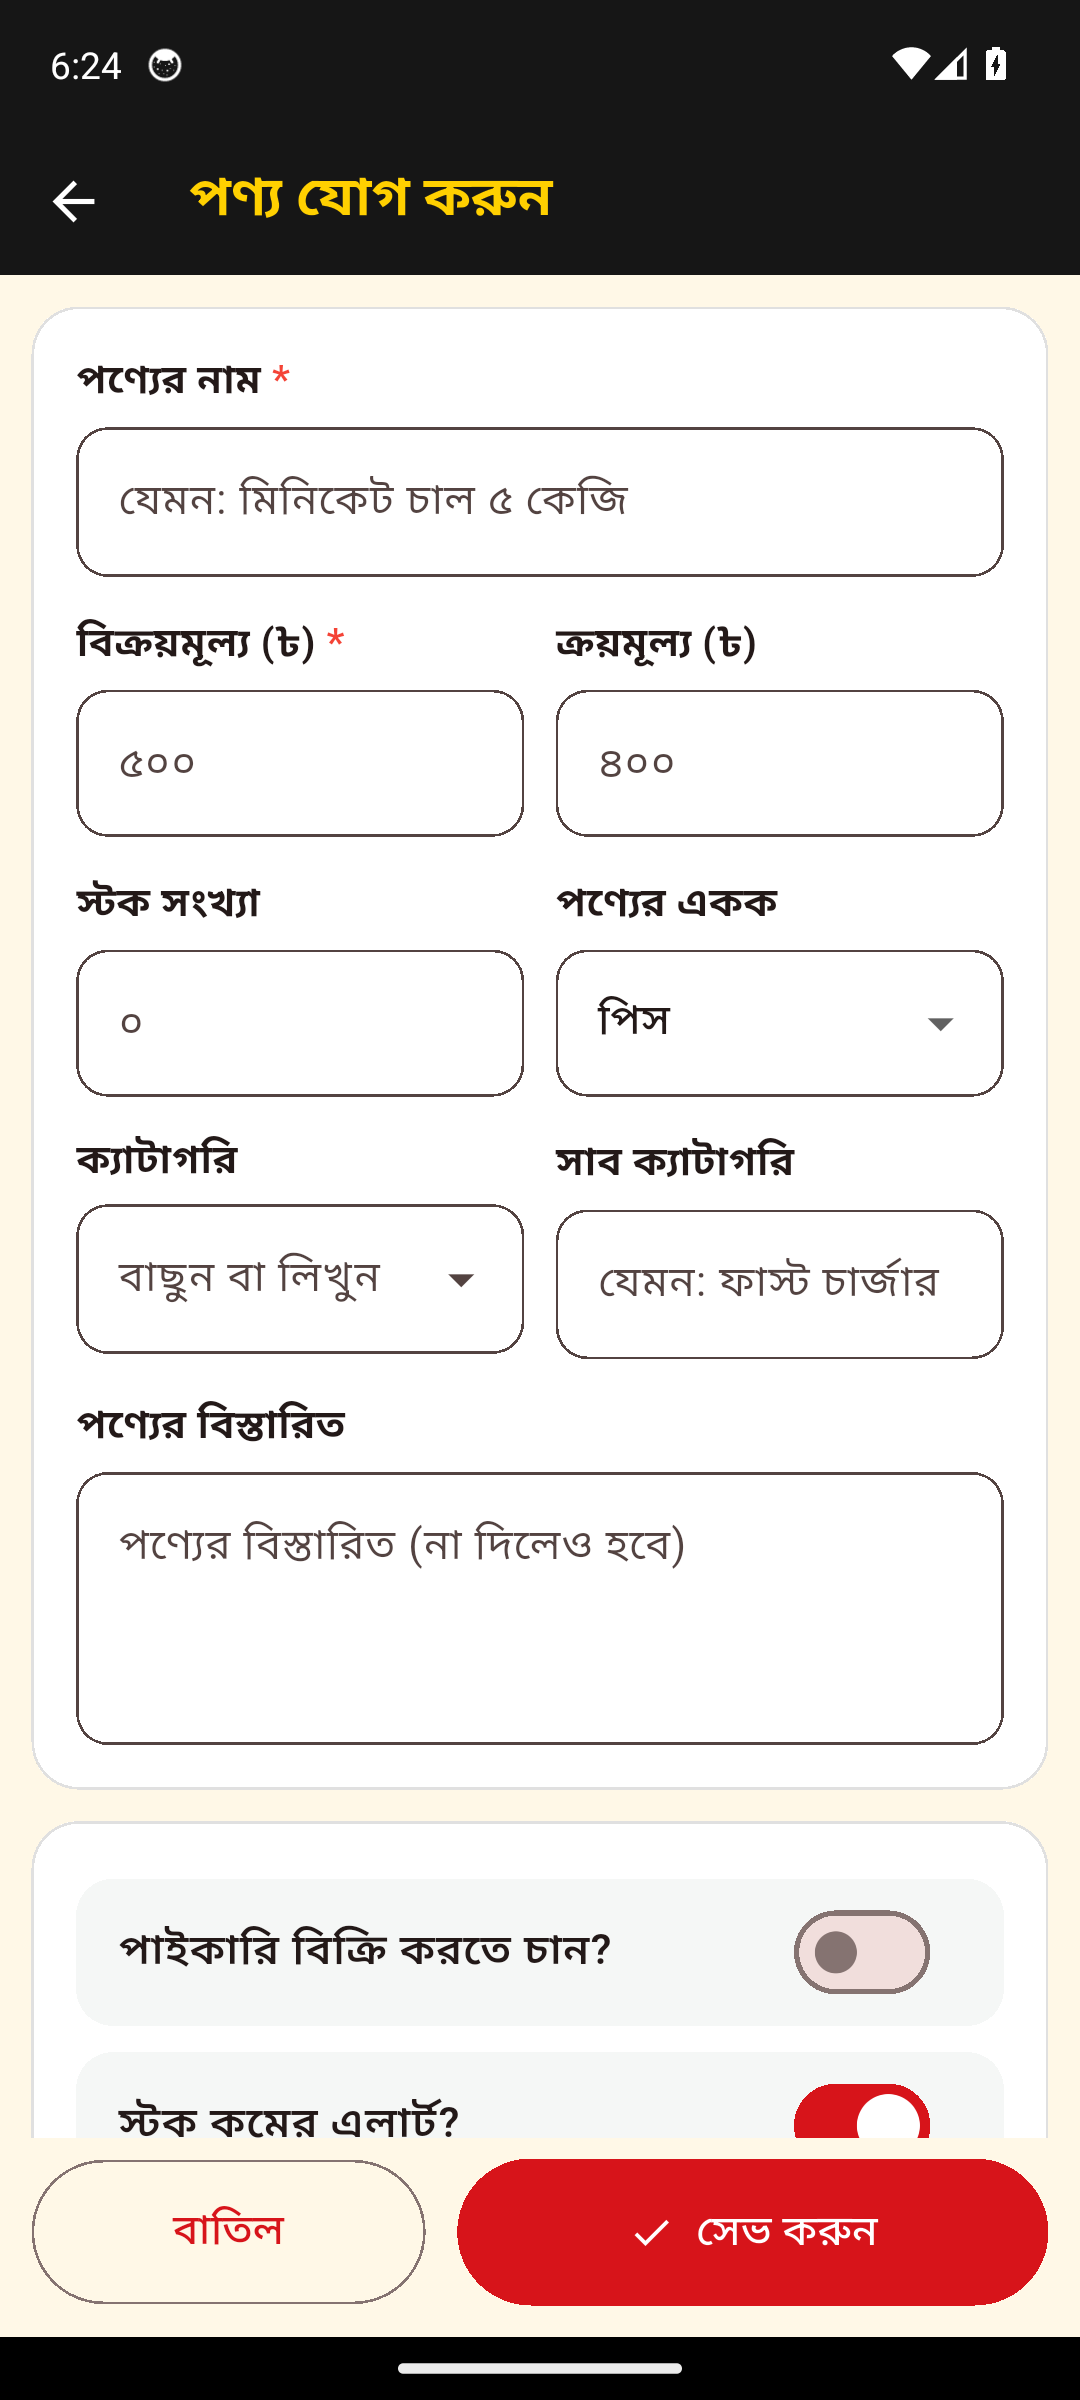 6:24
পণ্য যোগ করুন
পণ্যের নাম *
যেমন: মিনিকেট চাল ৫ কেজি
বিক্রয়মূল্য (৳) * ক্রয়মূল্য (৳)
৫০০ ৪০০
স্টক সংখ্যা পণ্যের একক
০ পিস
ক্যাটাগরি সাব ক্যাটাগরি
বাছুন বা লিখুন যেমন: ফাস্ট চার্জার
পণ্যের বিস্তারিত
পণ্যের বিস্তারিত (না দিলেও হবে)
পাইকারি বিক্রি করতে চান?
স্টক কমের এলার্ট?
বাতিল সেভ করুন